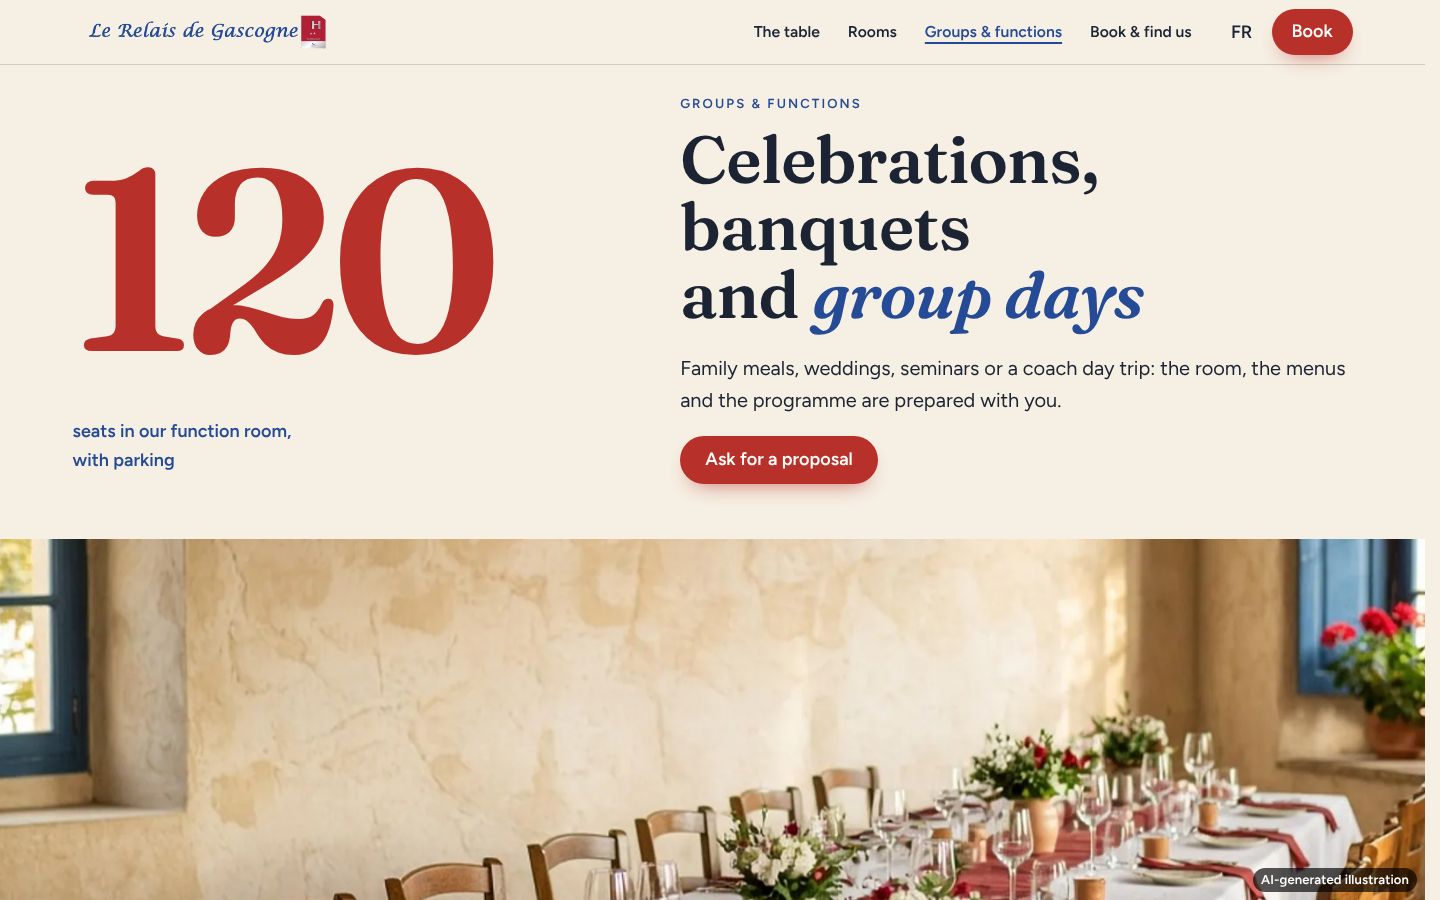 Le Relais de Gascogne
H
The table
Rooms
Groups & functions
Book & find us
FR
Book
120
seats in our function room,
with parking
GROUPS & FUNCTIONS
Celebrations,
banquets
and group days
Family meals, weddings, seminars or a coach day trip: the room, the menus
and the programme are prepared with you.
Ask for a proposal
AI-generated illustration